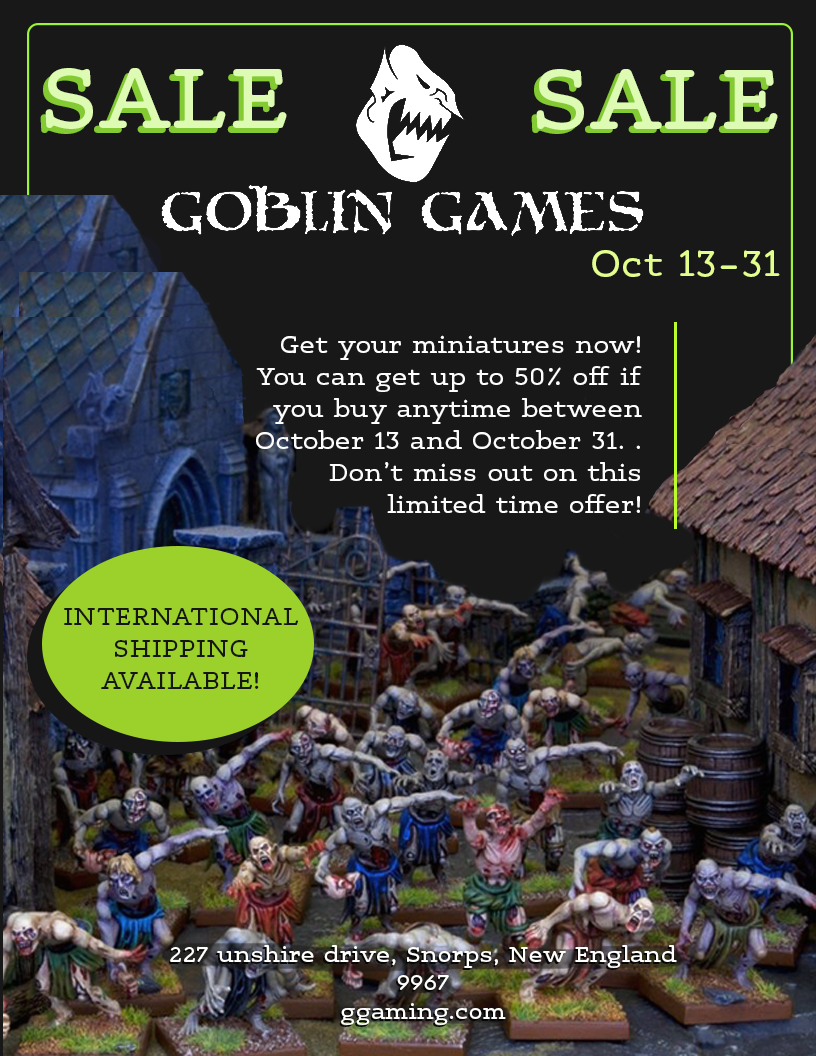 SALE SALE
GOBLIN GAMES
Oct 13-31
Get your miniatures now!
You can get up to 50% off if
you buy anytime between
October 13 and October 31. .
Don't miss out on this
limited time offer!
INTERNATIONAL
SHIPPING
AVAILABLE!
227 unshire drive, Snorps, New England
9967
ggaming.com